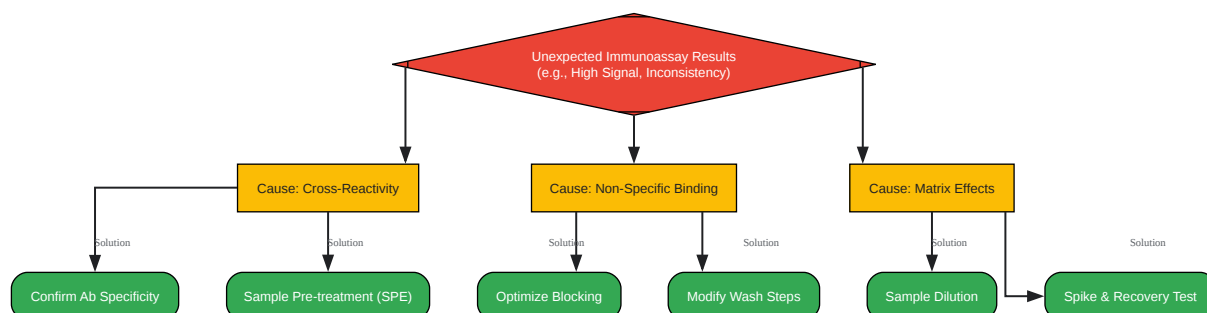 Unexpected Immunoassay Results
(e.g., High Signal, Inconsistency)
Cause: Cross-Reactivity
Cause: Non-Specific Binding
Cause: Matrix Effects
Solution
Solution
Solution
Solution
Solution
Solution
Confirm Ab Specificity
Sample Pre-treatment (SPE)
Optimize Blocking
Modify Wash Steps
Sample Dilution
Spike & Recovery Test